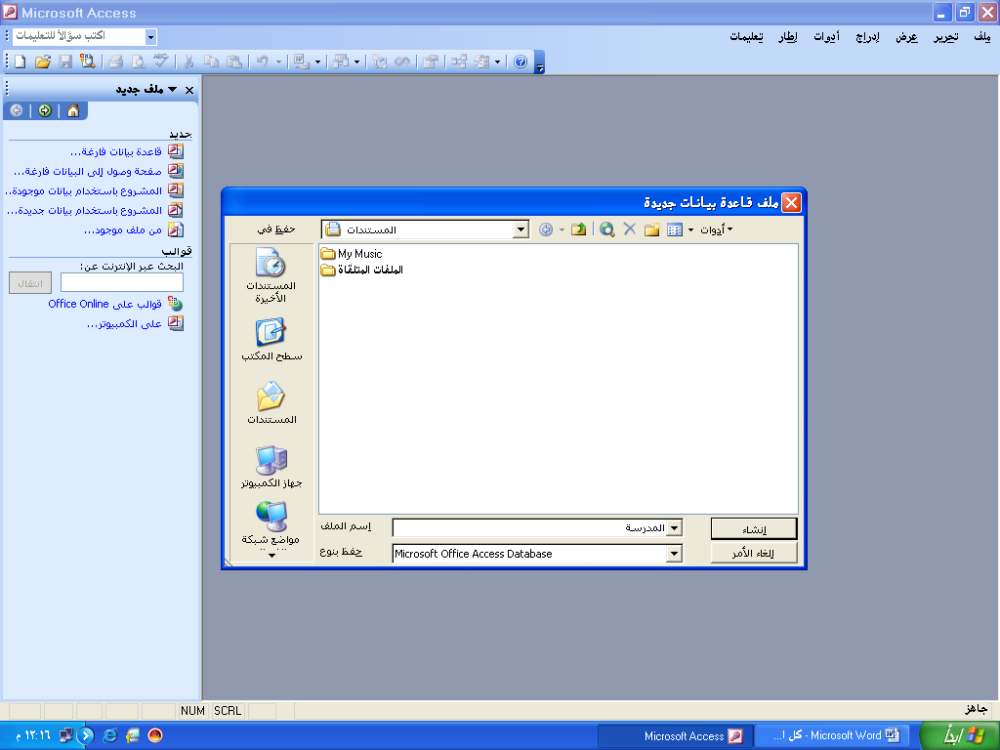 Microsoft Access
ملف تحرير عرض إدراج أدوات إطار تعليمات
اكتب سؤالاً للتعليمات
ملف جديد
جديد
قاعدة بيانات فارغة...
صفحة وصول إلى البيانات فارغة...
المشروع باستخدام بيانات موجودة..
المشروع باستخدام بيانات جديدة...
من ملف موجود...
قوالب
البحث عبر الإنترنت عن:
انتقال
قوالب على Office Online
على الكمبيوتر...
ملف قاعدة بيانات جديدة
حفظ في
المستندات
أدوات
My Music
الملفات المتلقاة
المستندات الأخيرة
سطح المكتب
المستندات
جهاز الكمبيوتر
مواضع شبكة
إسم الملف
المدرسة
إنشاء
حفظ بنوع
Microsoft Office Access Database
إلغاء الأمر
جاهز
NUM SCRL
ابدأ
كل ا... - Microsoft Word
Microsoft Access
١٢:١٦ م